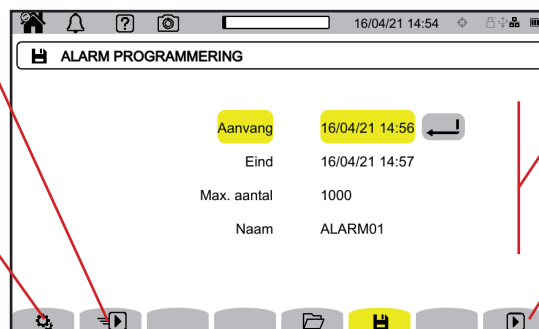 16/04/21 14:54
ALARM PROGRAMMERING
Aanvang 16/04/21 14:56
Eind 16/04/21 14:57
Max. aantal 1000
Naam ALARM01